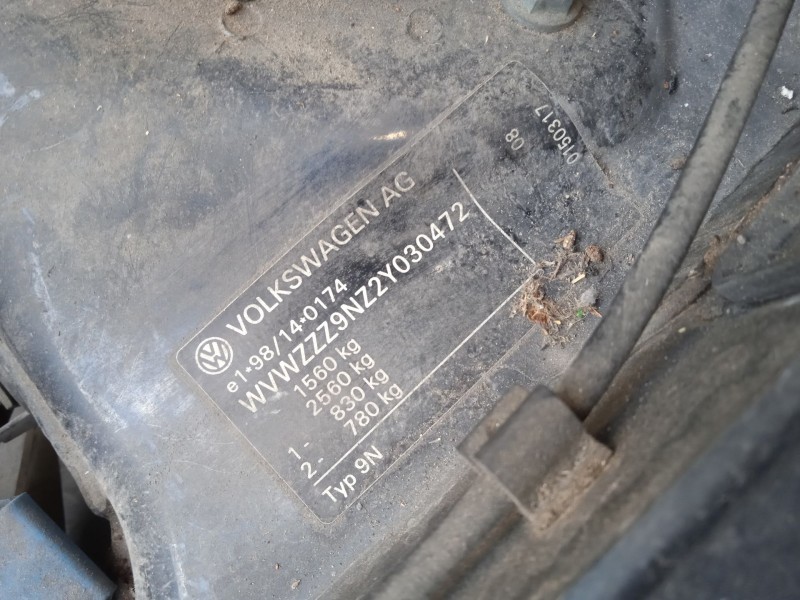 VOLKSWAGEN AG
e1*98/14*0174
WVWZZZ9NZ2Y030472
1560 kg
2560 kg
1- 830 kg
2- 780 kg
Typ 9N
08
0150317